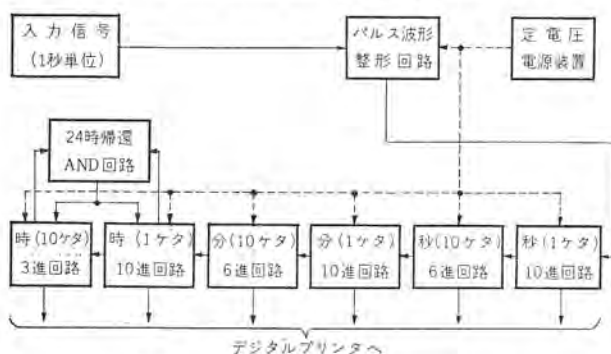 入力信号
(1秒単位)
パルス波形
整形回路
定電圧
電源装置
24時帰還
AND回路
時(10ケタ)
3進回路
時(1ケタ)
10進回路
分(10ケタ)
6進回路
分(1ケタ)
10進回路
秒(10ケタ)
6進回路
秒(1ケタ)
10進回路
デジタルプリンタへ